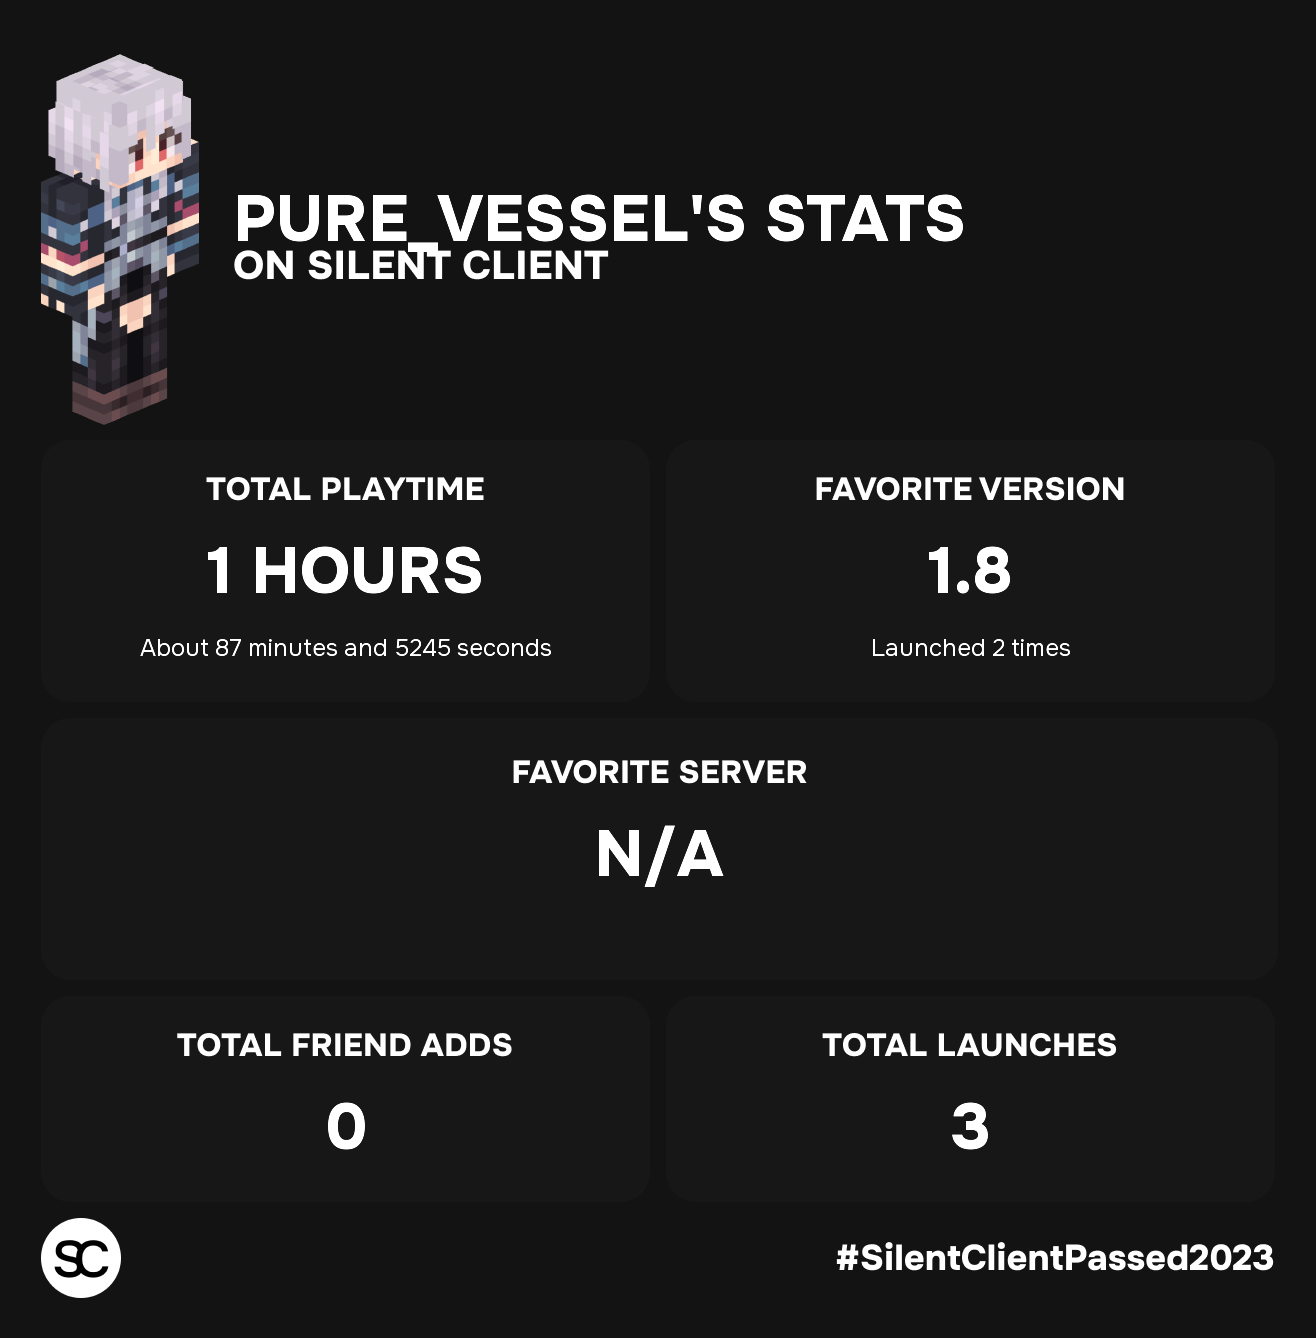 PURE_VESSEL'S STATS
ON SILENT CLIENT
TOTAL PLAYTIME
1 HOURS
About 87 minutes and 5245 seconds
FAVORITE VERSION
1.8
Launched 2 times
FAVORITE SERVER
N/A
TOTAL FRIEND ADDS
0
TOTAL LAUNCHES
3
SC
#SilentClientPassed2023